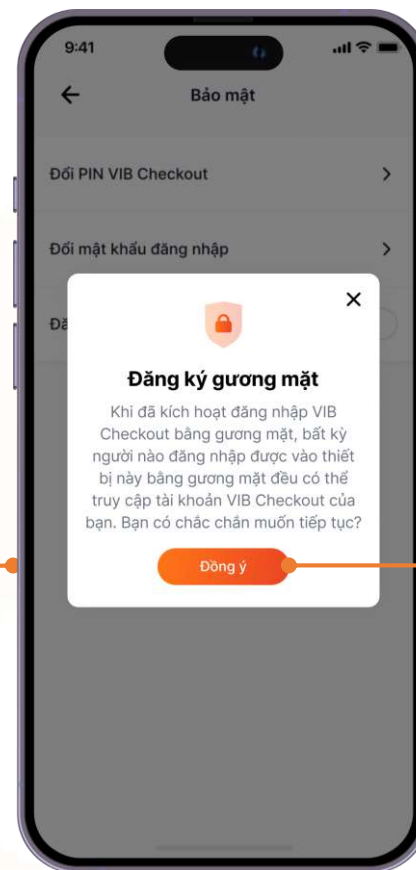 9:41
Bảo mật
Đổi PIN VIB Checkout
Đổi mật khẩu đăng nhập
Đăng ký gương mặt
Khi đã kích hoạt đăng nhập VIB
Checkout bằng gương mặt, bất kỳ
người nào đăng nhập được vào thiết
bị này bằng gương mặt đều có thể
truy cập tài khoản VIB Checkout của
bạn. Bạn có chắc chắn muốn tiếp tục?
Đồng ý